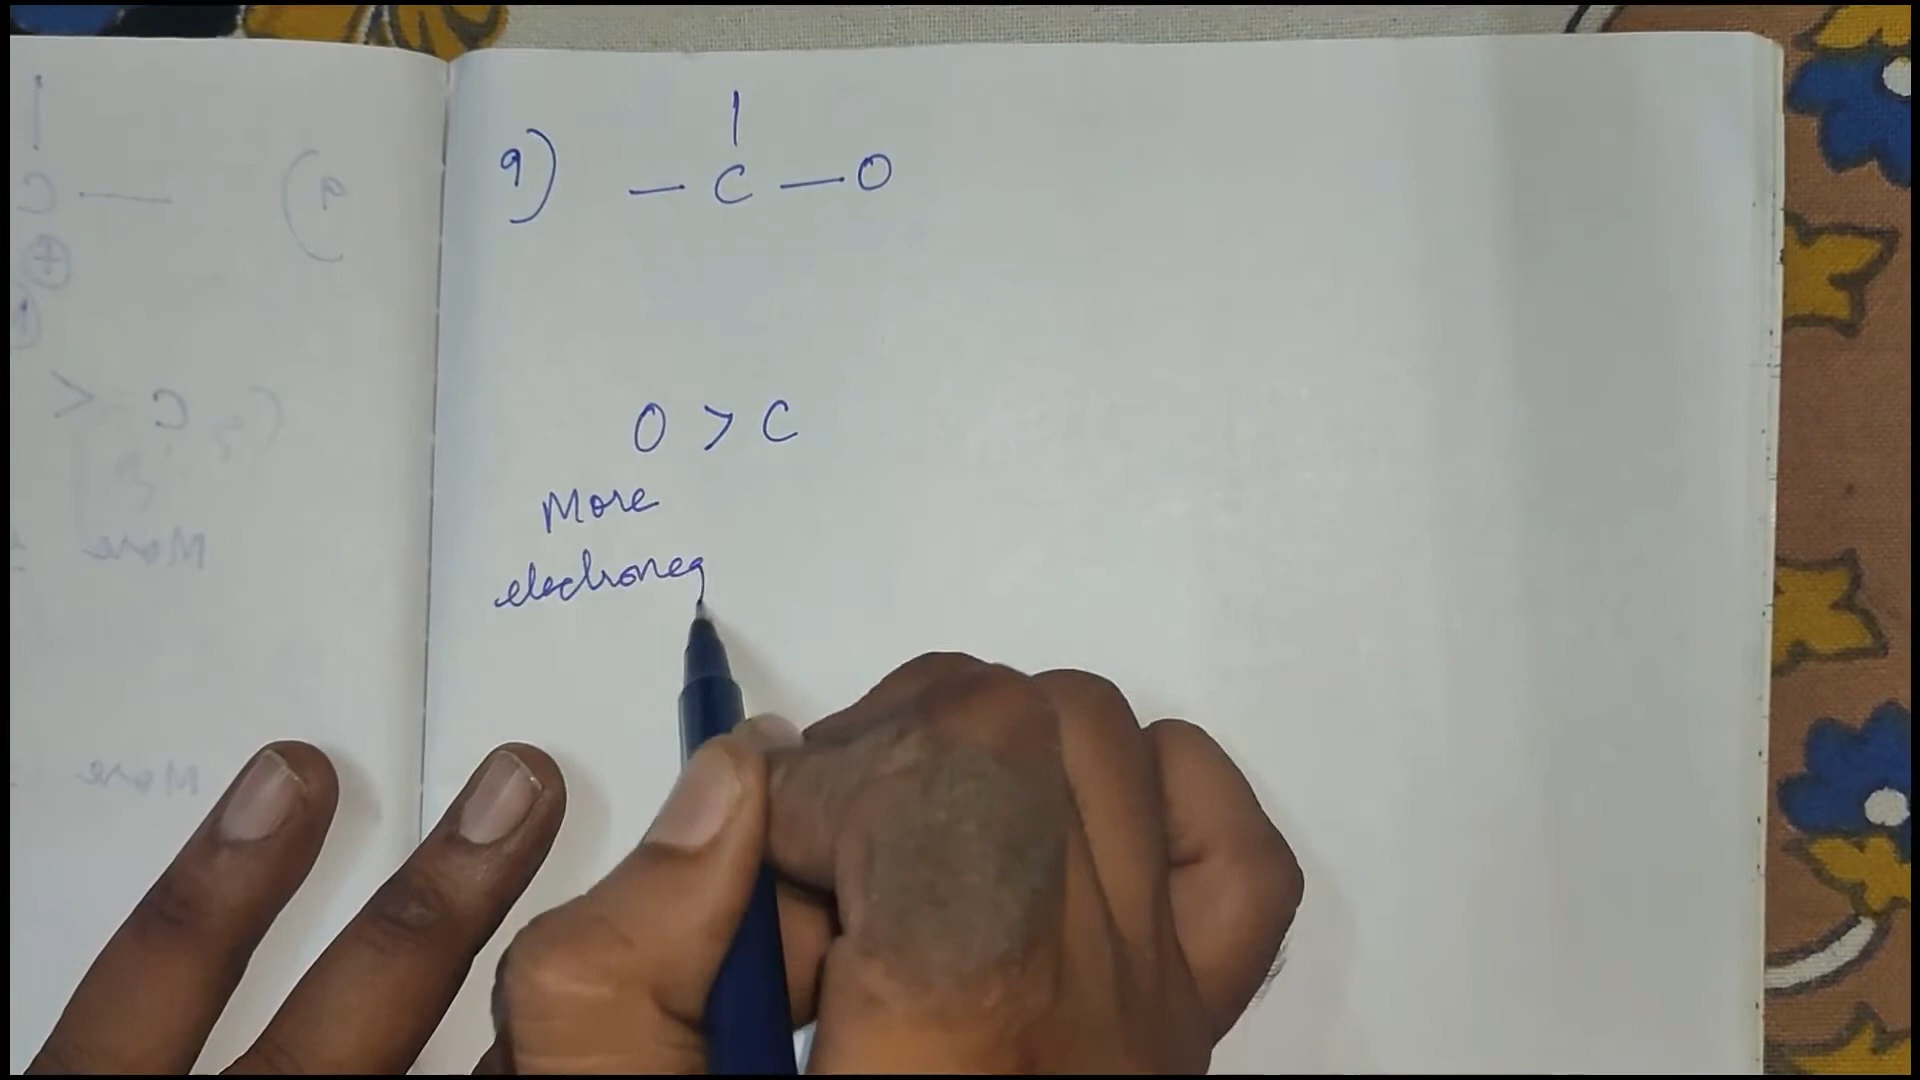 9)
|
— C — O
O > C
More
electroneg